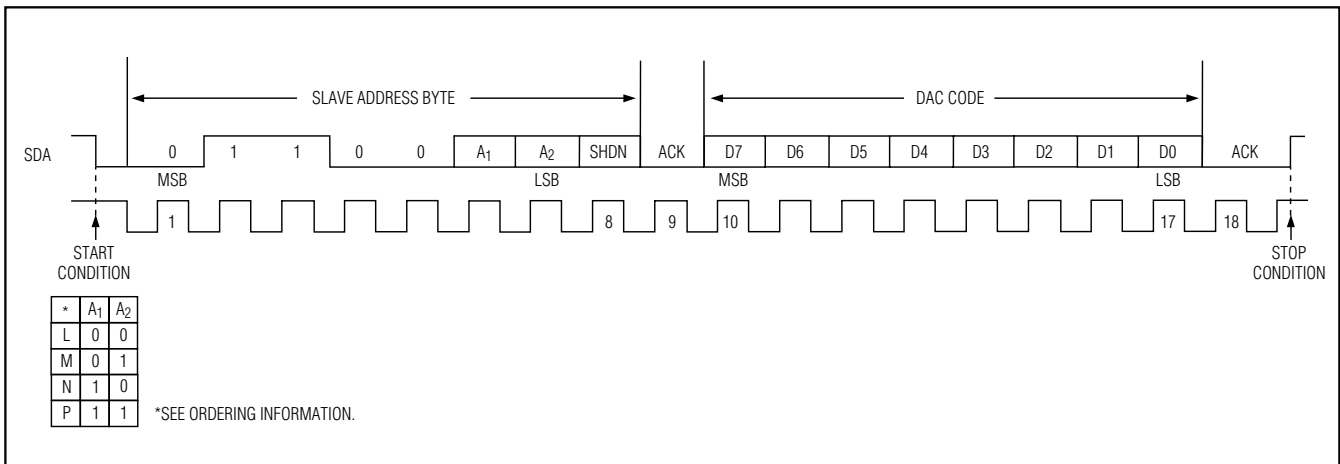 SLAVE ADDRESS BYTE DAC CODE
SDA 0 1 1 0 0 A1 A2 SHDN ACK D7 D6 D5 D4 D3 D2 D1 D0 ACK
MSB LSB MSB LSB
1 8 9 10 17 18
START CONDITION STOP CONDITION
* A1 A2
L 0 0
M 0 1
N 1 0
P 1 1 *SEE ORDERING INFORMATION.